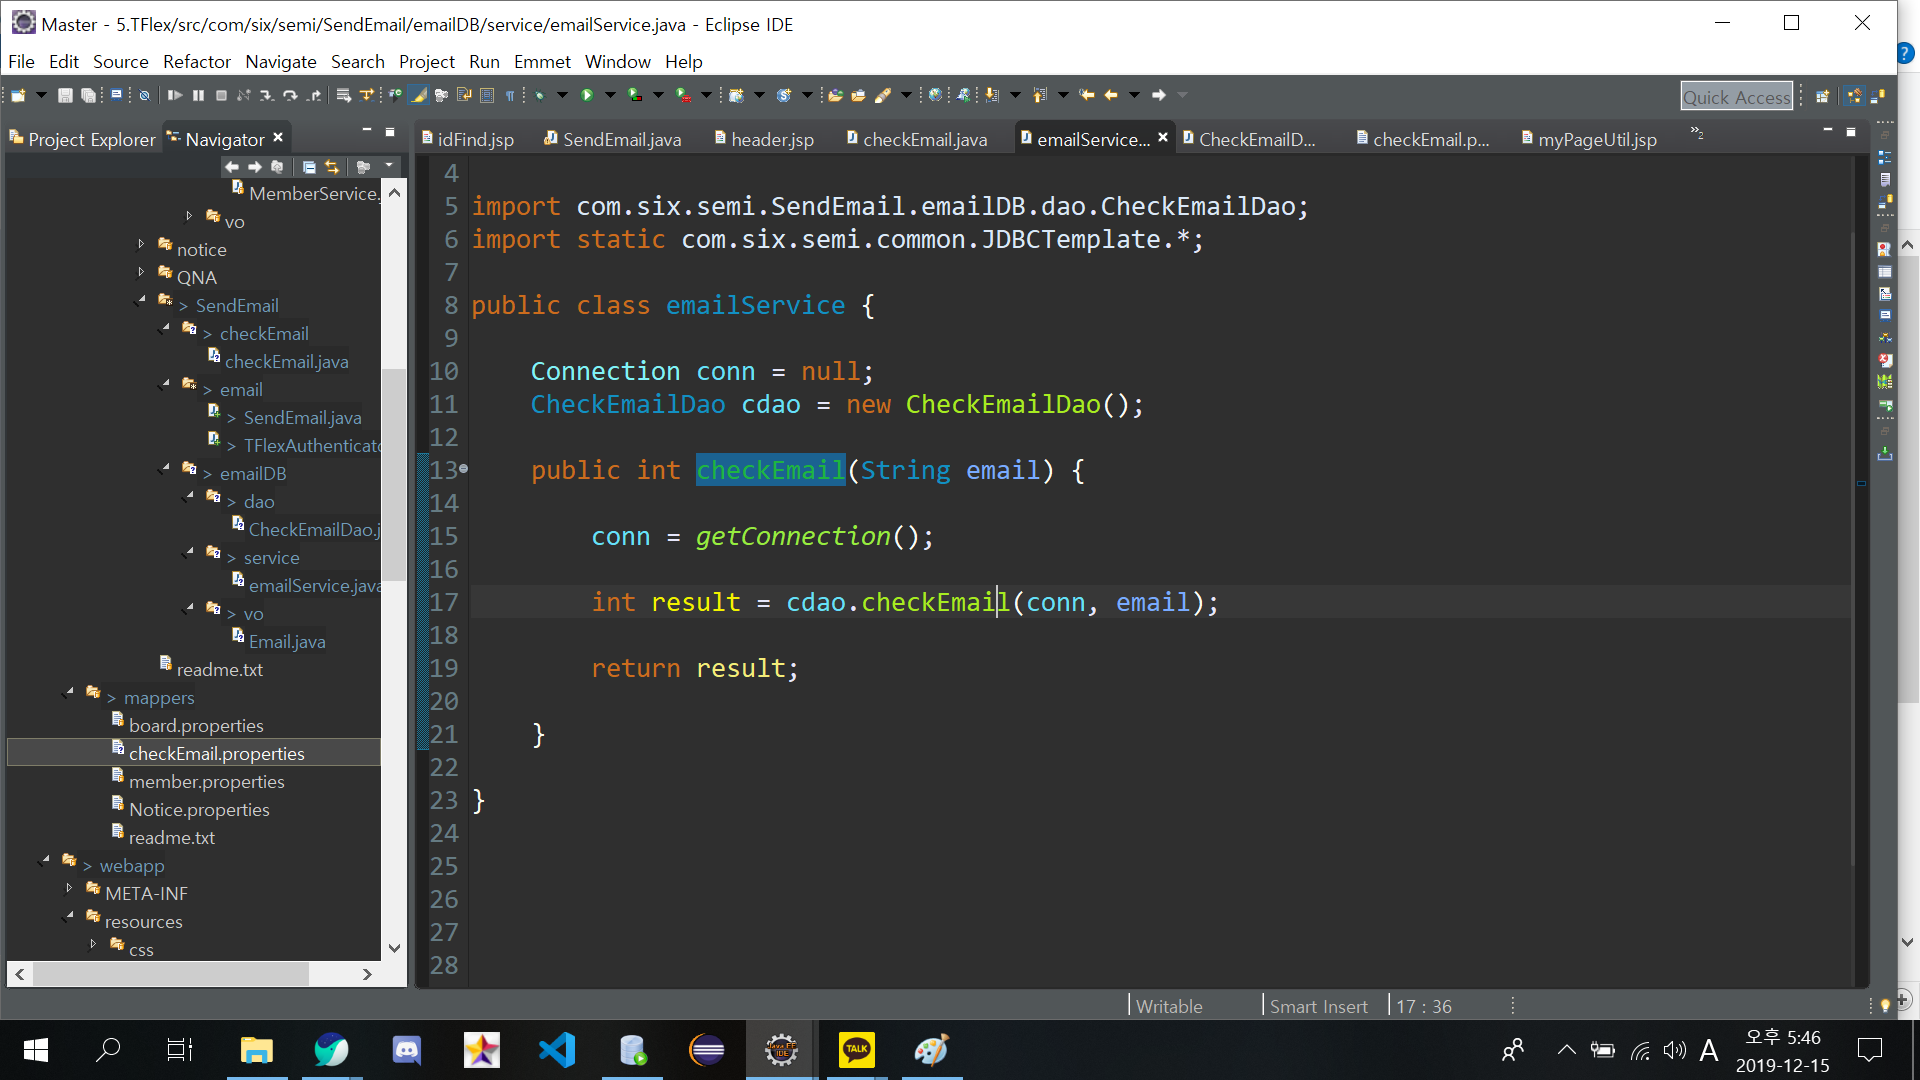 Master - 5.TFlex/src/com/six/semi/SendEmail/emailDB/service/emailService.java - Eclipse IDE
File Edit Source Refactor Navigate Search Project Run Emmet Window Help
Quick Access
Project Explorer Navigator
idFind.jsp SendEmail.java header.jsp checkEmail.java emailService... CheckEmailD... checkEmail.p... myPageUtil.jsp »2
MemberService.
vo
notice
QNA
> SendEmail
> checkEmail
checkEmail.java
> email
> SendEmail.java
> TFlexAuthenticato
> emailDB
> dao
CheckEmailDao.j
> service
emailService.java
> vo
Email.java
readme.txt
> mappers
board.properties
checkEmail.properties
member.properties
Notice.properties
readme.txt
> webapp
META-INF
resources
css
4
5 import com.six.semi.SendEmail.emailDB.dao.CheckEmailDao;
6 import static com.six.semi.common.JDBCTemplate.*;
7
8 public class emailService {
9
10 Connection conn = null;
11 CheckEmailDao cdao = new CheckEmailDao();
12
13 public int checkEmail(String email) {
14
15 conn = getConnection();
16
17 int result = cdao.checkEmail(conn, email);
18
19 return result;
20
21 }
22
23 }
24
25
26
27
28
Writable Smart Insert 17 : 36
TALK
Java EE
IDE
A
오후 5:46
2019-12-15